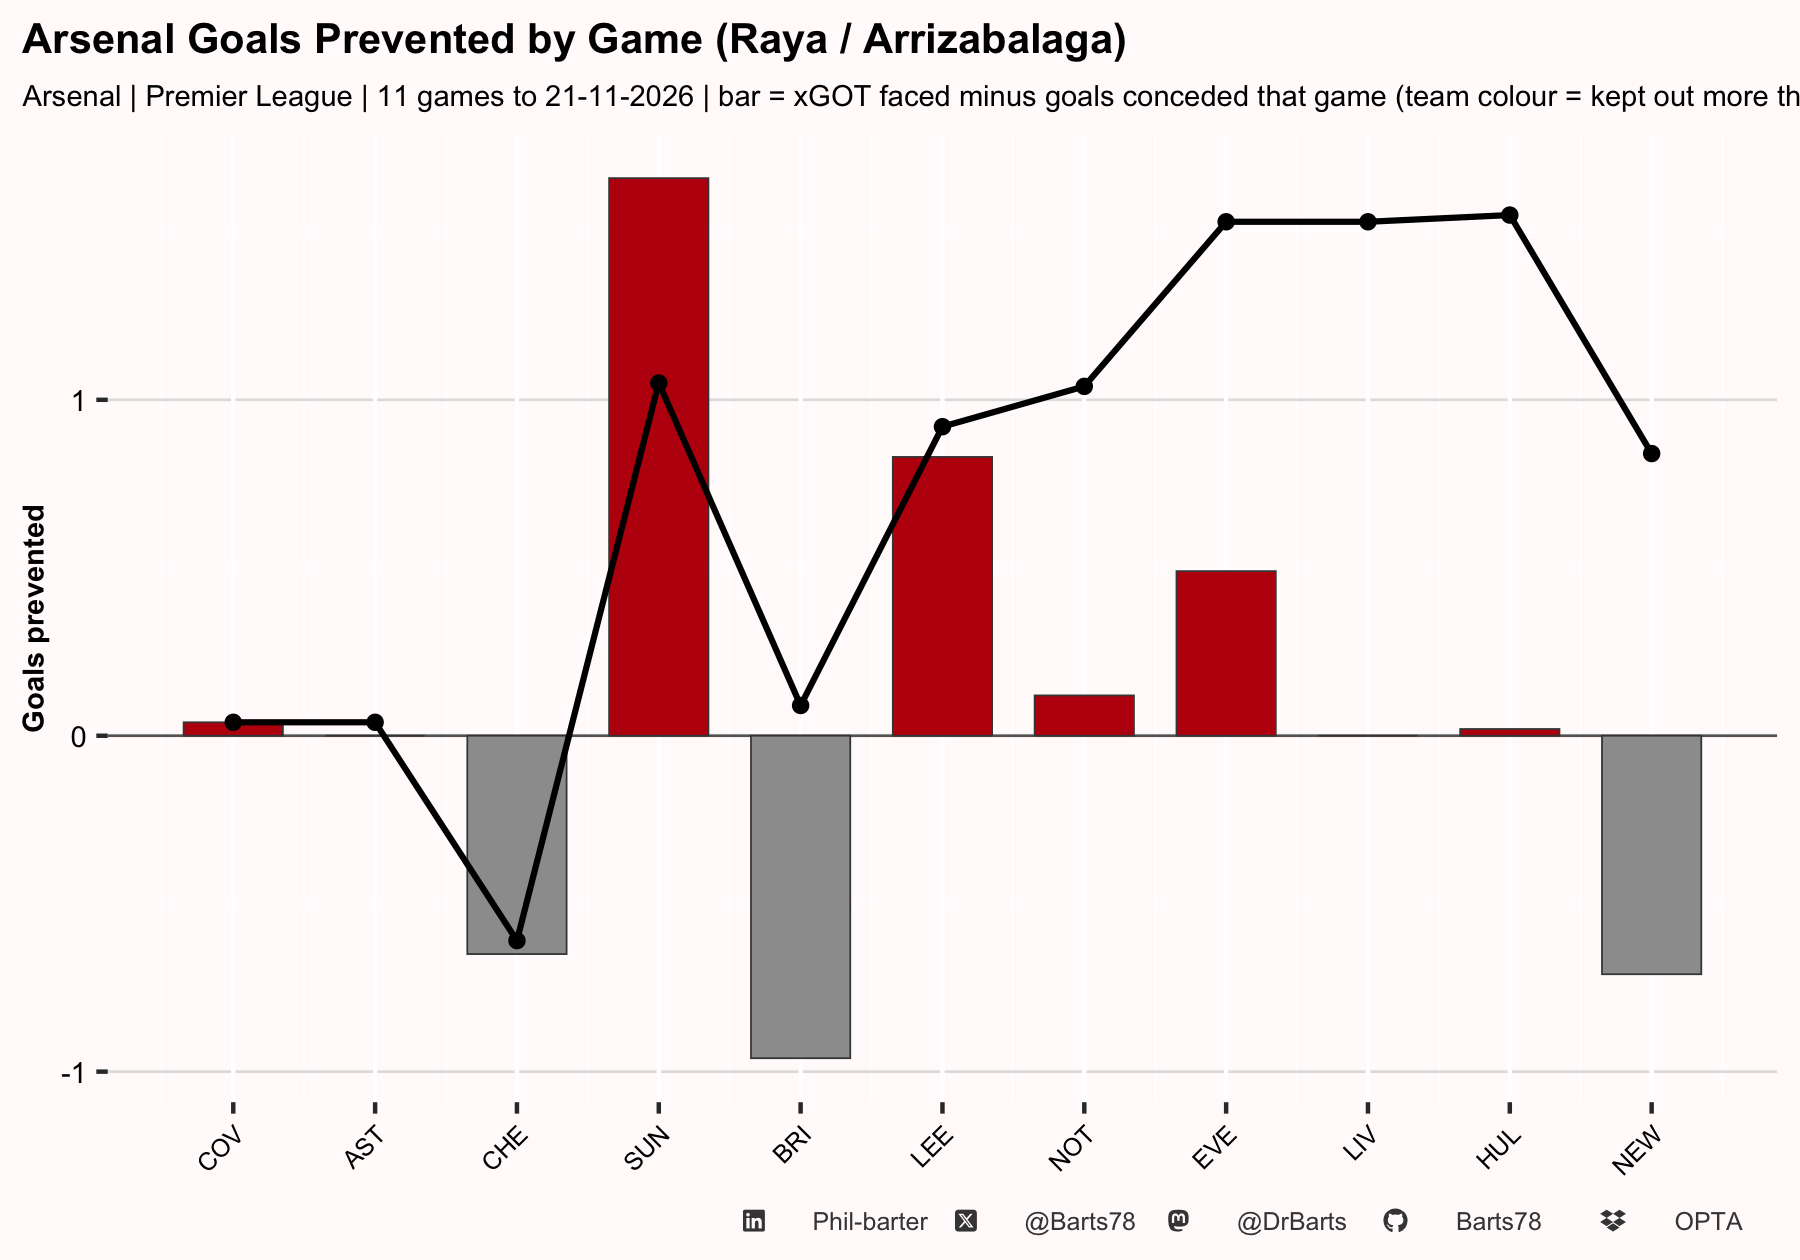 Arsenal Goals Prevented by Game (Raya / Arrizabalaga)
Arsenal | Premier League | 11 games to 21-11-2026 | bar = xGOT faced minus goals conceded that game (team colour = kept out more th
Goals prevented
1
0
-1
COV AST CHE SUN BRI LEE NOT EVE LIV HUL NEW
Phil-barter @Barts78 @DrBarts Barts78 OPTA